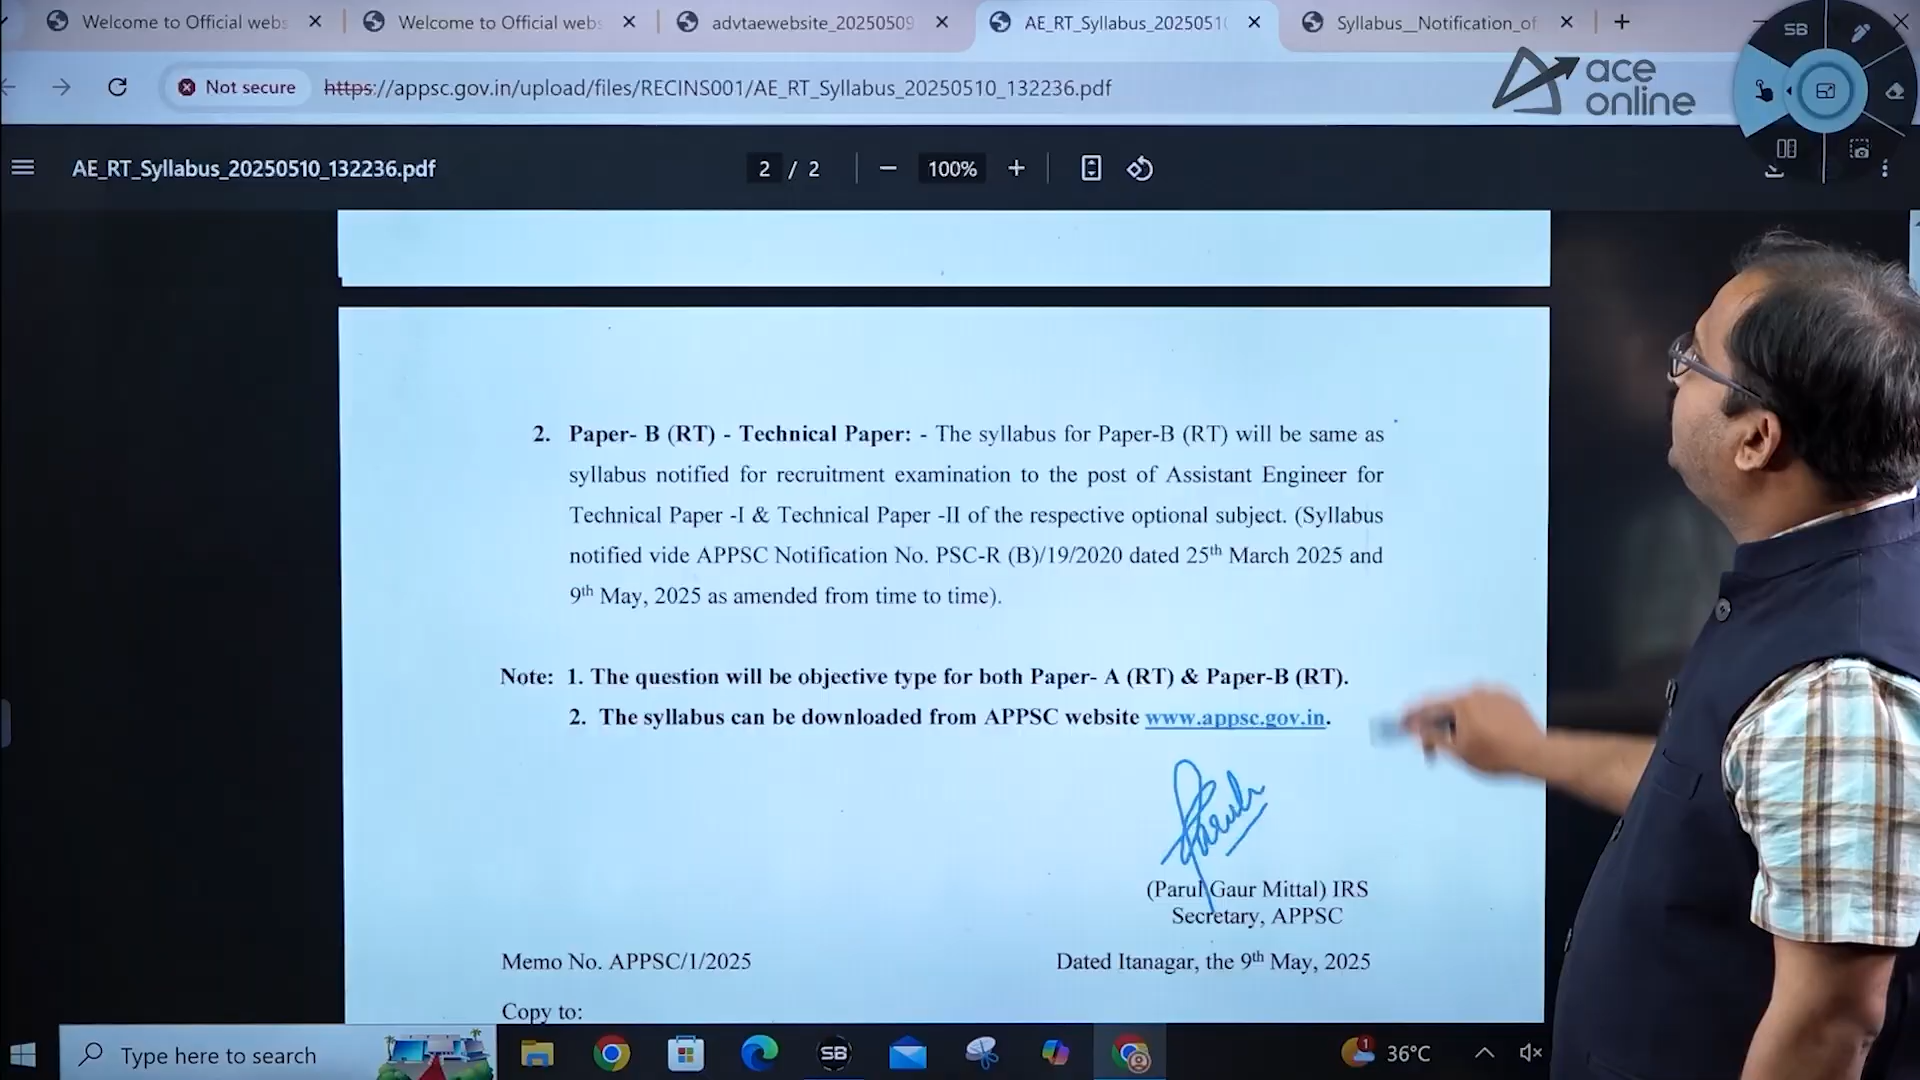 Welcome to Official webs
Welcome to Official webs
advtaewebsite_20250509
AE_RT_Syllabus_2025051
Syllabus__Notification_of
SB
Not secure
https://appsc.gov.in/upload/files/RECINS001/AE_RT_Syllabus_20250510_132236.pdf
ace
online
AE_RT_Syllabus_20250510_132236.pdf
2 / 2
100%
2. Paper- B (RT) - Technical Paper: - The syllabus for Paper-B (RT) will be same as
syllabus notified for recruitment examination to the post of Assistant Engineer for
Technical Paper -I & Technical Paper -II of the respective optional subject. (Syllabus
notified vide APPSC Notification No. PSC-R (B)/19/2020 dated 25th March 2025 and
9th May, 2025 as amended from time to time).
Note: 1. The question will be objective type for both Paper- A (RT) & Paper-B (RT).
2. The syllabus can be downloaded from APPSC website www.appsc.gov.in.
(Parul Gaur Mittal) IRS
Secretary, APPSC
Memo No. APPSC/1/2025
Dated Itanagar, the 9th May, 2025
Copy to:
Type here to search
SB
1
36°C